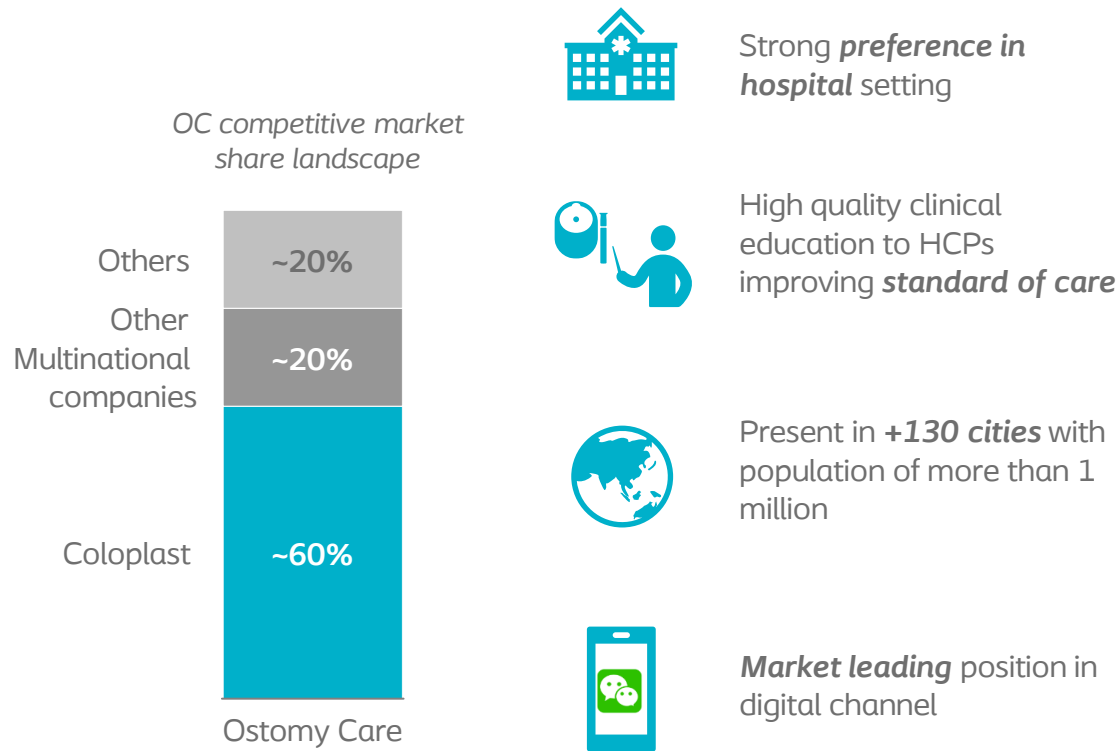 OC competitive market
share landscape
Others
~20%
Other
Multinational
companies
~20%
Coloplast
~60%
Ostomy Care
Strong preference in
hospital setting
High quality clinical
education to HCPs
improving standard of care
Present in +130 cities with
population of more than 1
million
Market leading position in
digital channel